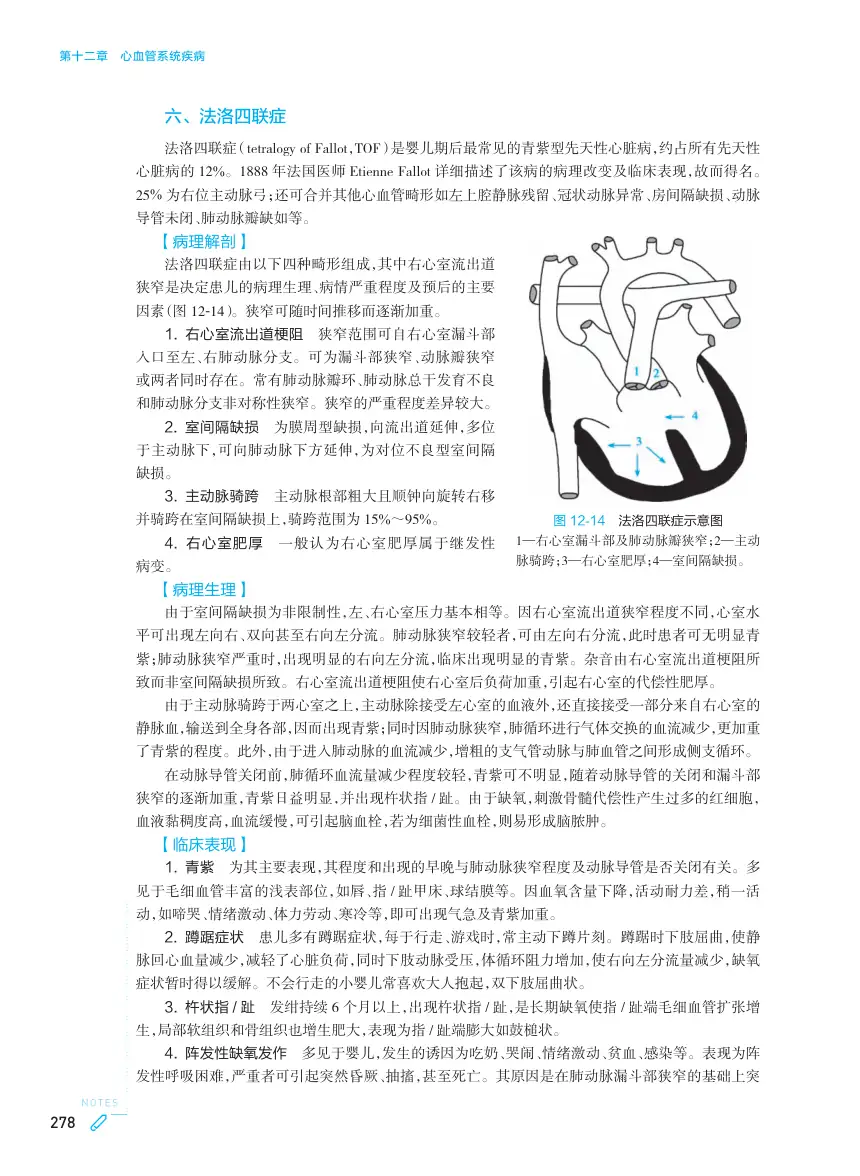 第十二章 心血管系统疾病
六、法洛四联症
法洛四联症（tetralogy of Fallot，TOF）是婴儿期后最常见的青紫型先天性心脏病，约占所有先天性
心脏病的 12%。1888 年法国医师 Etienne Fallot 详细描述了该病的病理改变及临床表现，故而得名。
25% 为右位主动脉弓；还可合并其他心血管畸形如左上腔静脉残留、冠状动脉异常、房间隔缺损、动脉
导管未闭、肺动脉瓣缺如等。
【病理解剖】
法洛四联症由以下四种畸形组成，其中右心室流出道
狭窄是决定患儿的病理生理、病情严重程度及预后的主要
因素（图 12-14）。狭窄可随时间推移而逐渐加重。
1. 右心室流出道梗阻 狭窄范围可自右心室漏斗部
入口至左、右肺动脉分支。可为漏斗部狭窄、动脉瓣狭窄
或两者同时存在。常有肺动脉瓣环、肺动脉总干发育不良
和肺动脉分支非对称性狭窄。狭窄的严重程度差异较大。
2. 室间隔缺损 为膜周型缺损，向流出道延伸，多位
于主动脉下，可向肺动脉下方延伸，为对位不良型室间隔
缺损。
3. 主动脉骑跨 主动脉根部粗大且顺钟向旋转右移
并骑跨在室间隔缺损上，骑跨范围为 15%～95%。
4. 右心室肥厚 一般认为右心室肥厚属于继发性
病变。
1
2
4
3
图 12-14 法洛四联症示意图
1—右心室漏斗部及肺动脉瓣狭窄；2—主动
脉骑跨；3—右心室肥厚；4—室间隔缺损。
【病理生理】
由于室间隔缺损为非限制性，左、右心室压力基本相等。因右心室流出道狭窄程度不同，心室水
平可出现左向右、双向甚至右向左分流。肺动脉狭窄较轻者，可由左向右分流，此时患者可无明显青
紫；肺动脉狭窄严重时，出现明显的右向左分流，临床出现明显的青紫。杂音由右心室流出道梗阻所
致而非室间隔缺损所致。右心室流出道梗阻使右心室后负荷加重，引起右心室的代偿性肥厚。
由于主动脉骑跨于两心室之上，主动脉除接受左心室的血液外，还直接接受一部分来自右心室的
静脉血，输送到全身各部，因而出现青紫；同时因肺动脉狭窄，肺循环进行气体交换的血流减少，更加重
了青紫的程度。此外，由于进入肺动脉的血流减少，增粗的支气管动脉与肺血管之间形成侧支循环。
在动脉导管关闭前，肺循环血流量减少程度较轻，青紫可不明显，随着动脉导管的关闭和漏斗部
狭窄的逐渐加重，青紫日益明显，并出现杵状指 / 趾。由于缺氧，刺激骨髓代偿性产生过多的红细胞，
血液黏稠度高，血流缓慢，可引起脑血栓，若为细菌性血栓，则易形成脑脓肿。
【临床表现】
1. 青紫 为其主要表现，其程度和出现的早晚与肺动脉狭窄程度及动脉导管是否关闭有关。多
见于毛细血管丰富的浅表部位，如唇、指 / 趾甲床、球结膜等。因血氧含量下降，活动耐力差，稍一活
动，如啼哭、情绪激动、体力劳动、寒冷等，即可出现气急及青紫加重。
2. 蹲踞症状 患儿多有蹲踞症状，每于行走、游戏时，常主动下蹲片刻。蹲踞时下肢屈曲，使静
脉回心血量减少，减轻了心脏负荷，同时下肢动脉受压，体循环阻力增加，使右向左分流量减少，缺氧
症状暂时得以缓解。不会行走的小婴儿常喜欢大人抱起，双下肢屈曲状。
3. 杵状指 / 趾 发绀持续 6 个月以上，出现杵状指 / 趾，是长期缺氧使指 / 趾端毛细血管扩张增
生，局部软组织和骨组织也增生肥大，表现为指 / 趾端膨大如鼓槌状。
4. 阵发性缺氧发作 多见于婴儿，发生的诱因为吃奶、哭闹、情绪激动、贫血、感染等。表现为阵
发性呼吸困难，严重者可引起突然昏厥、抽搐，甚至死亡。其原因是在肺动脉漏斗部狭窄的基础上突
NOTES
278